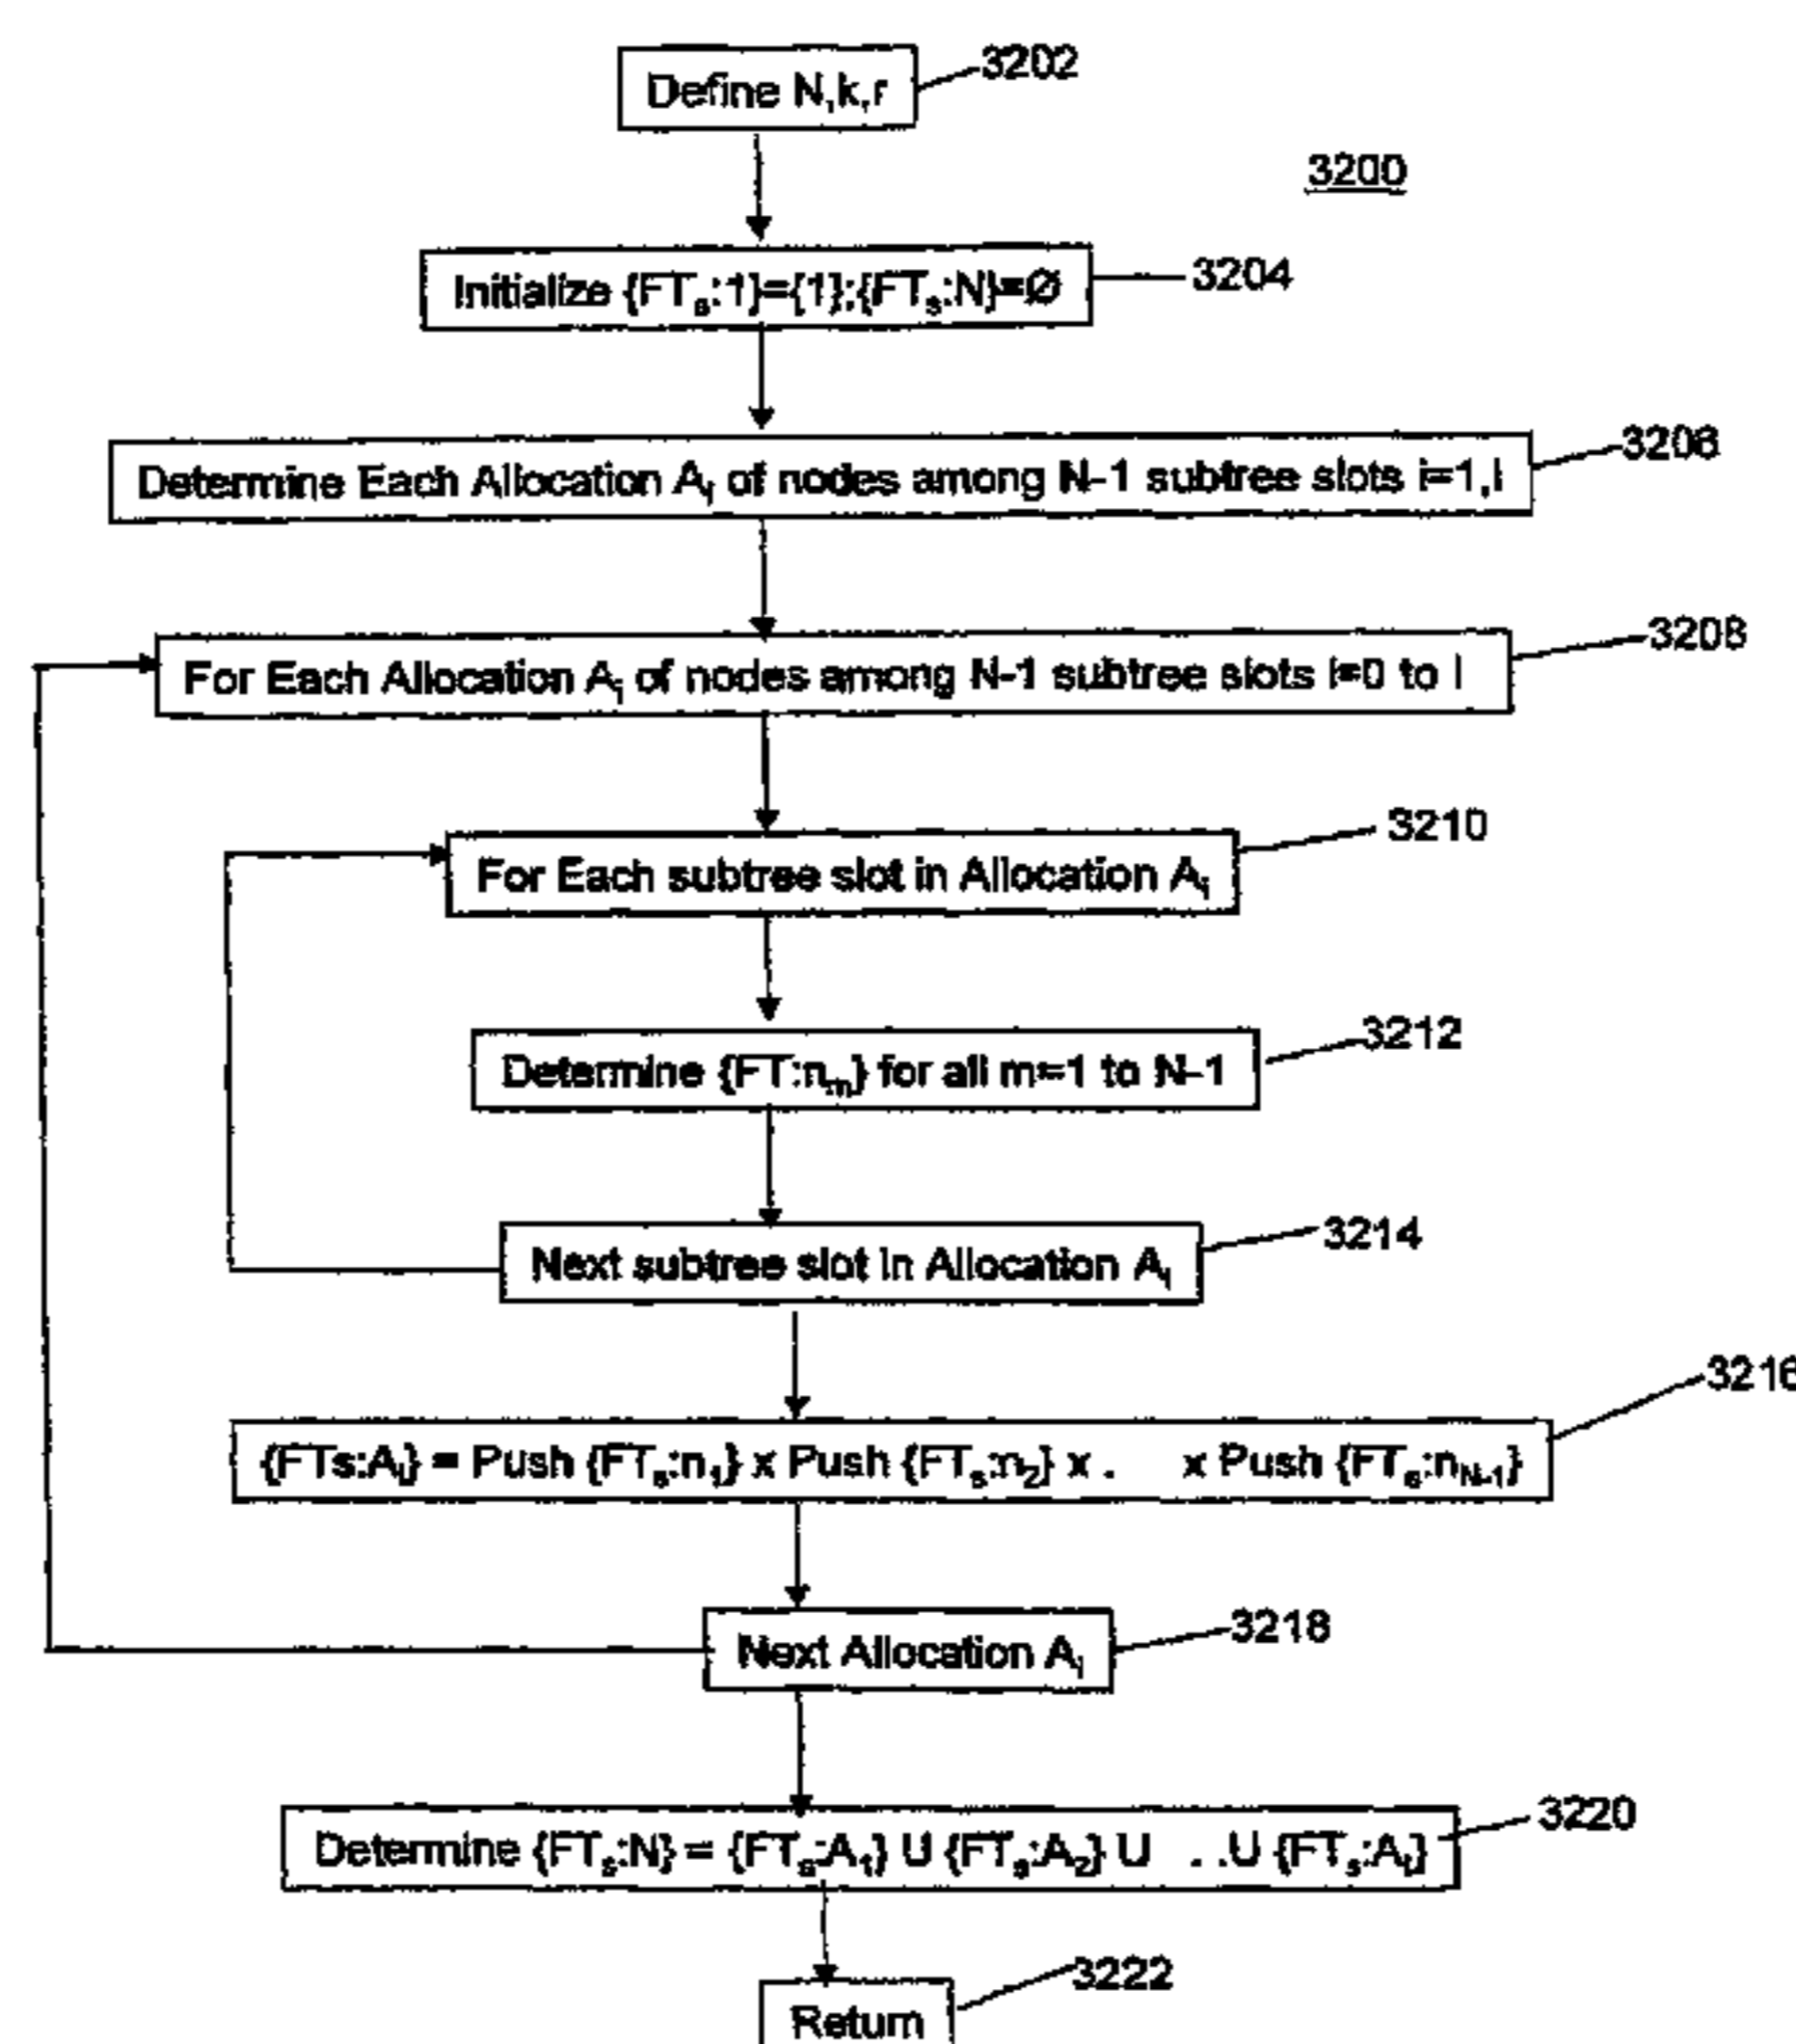 Define N,k,r
3202
3200
Initialize {FTs:1}={1};{FTs:N}=Ø
3204
Determine Each Allocation Ai of nodes among N-1 subtree slots i=1,I
3206
For Each Allocation Ai of nodes among N-1 subtree slots i=0 to I
3208
For Each subtree slot in Allocation Ai
3210
Determine {FT:nm} for all m=1 to N-1
3212
Next subtree slot in Allocation Ai
3214
{FTs:Ai} = Push {FTs:n1} x Push {FTs:n2} x . x Push {FTs:nN-1}
3216
Next Allocation Ai
3218
Determine {FTs:N} = {FTs:A1} U {FTs:A2} U . .U {FTs:AI}
3220
Return
3222